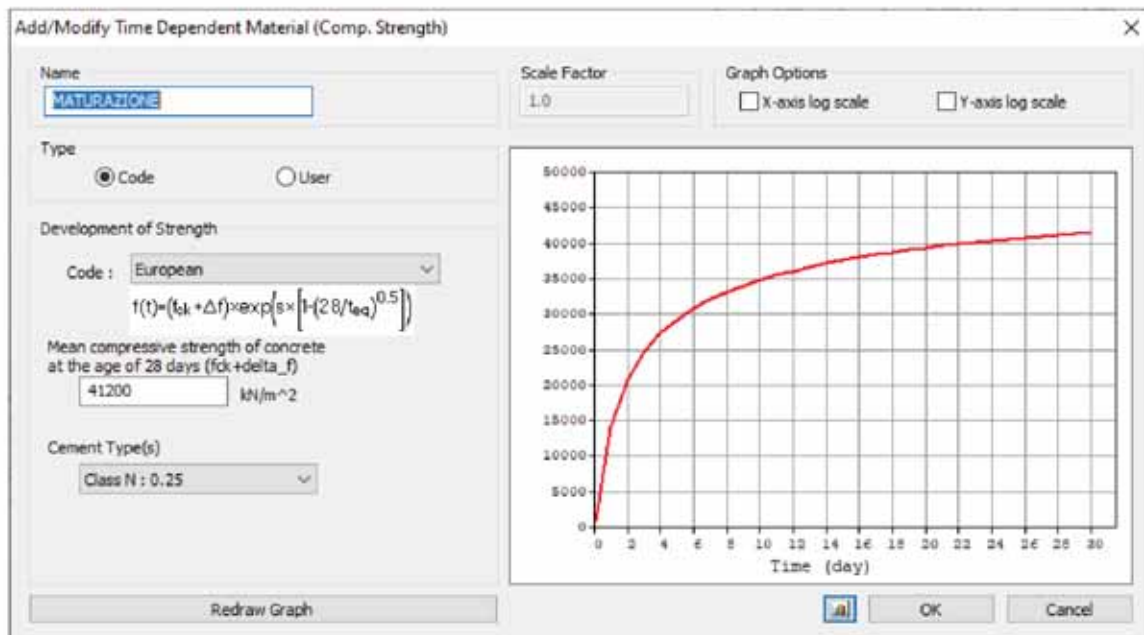 Add/Modify Time Dependent Material (Comp. Strength)
Name
MATURAZIONE
Scale Factor
1.0
Graph Options
X-axis log scale
Y-axis log scale
Type
Code
User
Development of Strength
Code :
European
f(t)=(fck+Δf)×exp(s×[1-(28/teq)^0.5])
Mean compressive strength of concrete
at the age of 28 days (fck+delta_f)
41200
kN/m^2
Cement Type(s)
Class N : 0.25
Redraw Graph
50000
45000
40000
35000
30000
25000
20000
15000
10000
5000
0
0 2 4 6 8 10 12 14 16 18 20 22 24 26 28 30
Time (day)
OK
Cancel